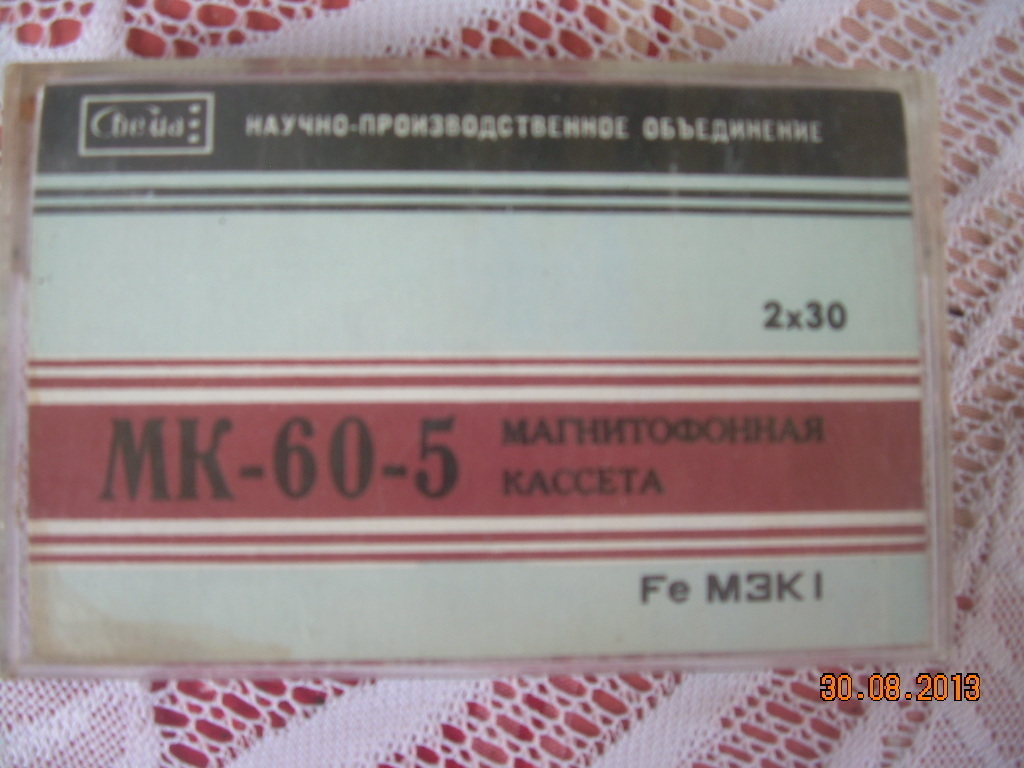 Свема
НАУЧНО-ПРОИЗВОДСТВЕННОЕ ОБЪЕДИНЕНИЕ
2х30
МК-60-5
МАГНИТОФОННАЯ
КАССЕТА
Fe МЭК I
30.08.2013